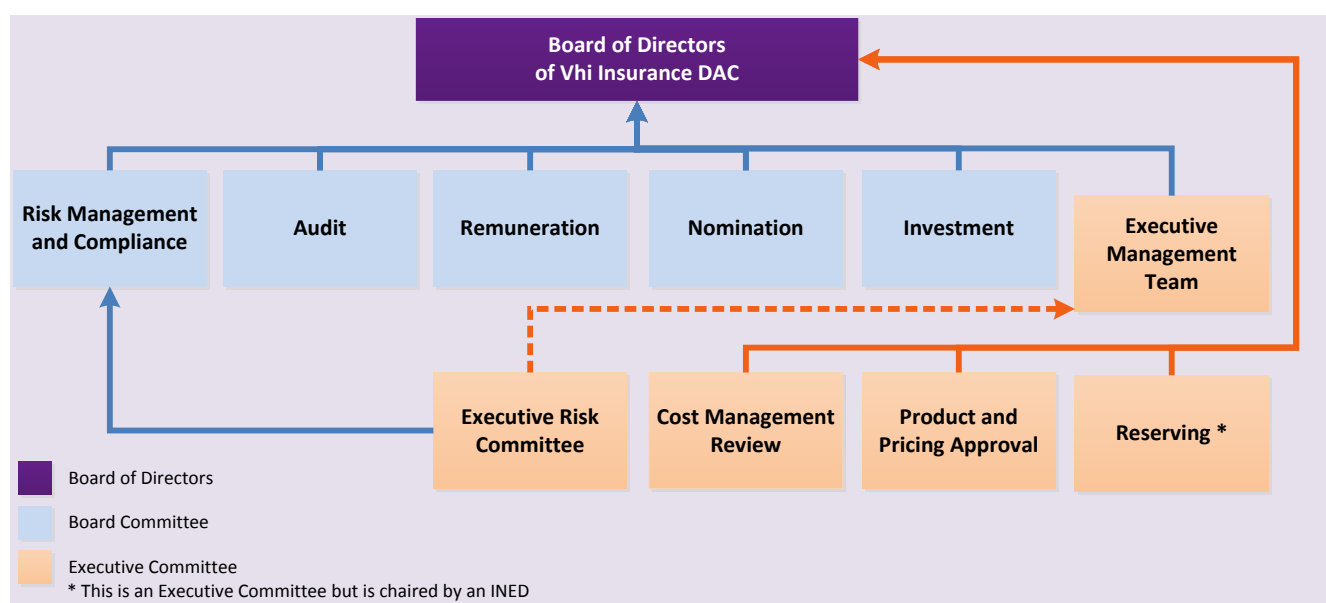 Board of Directors
of Vhi Insurance DAC
Risk Management
and Compliance
Audit
Remuneration
Nomination
Investment
Executive
Management
Team
Executive Risk
Committee
Cost Management
Review
Product and
Pricing Approval
Reserving *
Board of Directors
Board Committee
Executive Committee
* This is an Executive Committee but is chaired by an INED